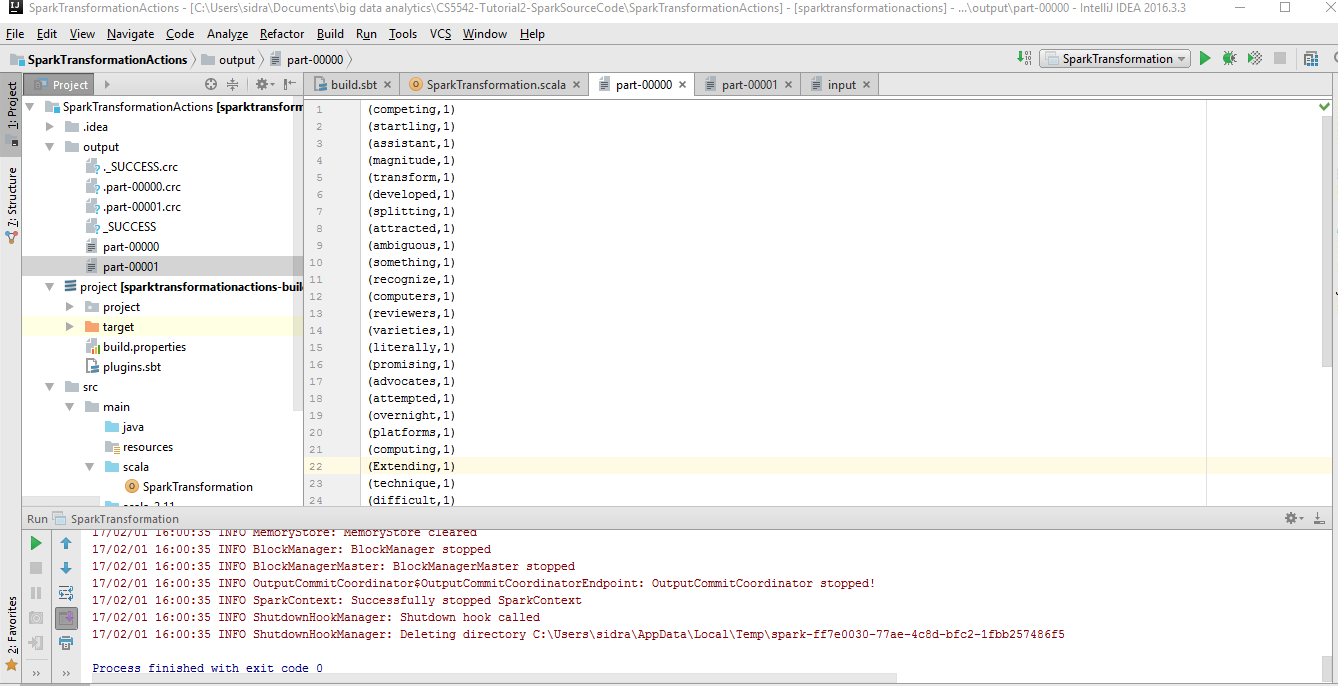 SparkTransformationActions - [C:\Users\sidra\Documents\big data analytics\CS5542-Tutorial2-SparkSourceCode\SparkTransformationActions] - [sparktransformationactions] - ...\output\part-00000 - IntelliJ IDEA 2016.3.3
File Edit View Navigate Code Analyze Refactor Build Run Tools VCS Window Help
SparkTransformationActions output part-00000 SparkTransformation
Project build.sbt SparkTransformation.scala part-00000 part-00001 input
1: Project
7: Structure
2: Favorites
SparkTransformationActions [sparktransform
.idea
output
._SUCCESS.crc
.part-00000.crc
.part-00001.crc
_SUCCESS
part-00000
part-00001
project [sparktransformationactions-buil
project
target
build.properties
plugins.sbt
src
main
java
resources
scala
SparkTransformation
1 (competing,1)
2 (startling,1)
3 (assistant,1)
4 (magnitude,1)
5 (transform,1)
6 (developed,1)
7 (splitting,1)
8 (attracted,1)
9 (ambiguous,1)
10 (something,1)
11 (recognize,1)
12 (computers,1)
13 (reviewers,1)
14 (varieties,1)
15 (literally,1)
16 (promising,1)
17 (advocates,1)
18 (attempted,1)
19 (overnight,1)
20 (platforms,1)
21 (computing,1)
22 (Extending,1)
23 (technique,1)
24 (difficult,1)
Run SparkTransformation
17/02/01 16:00:35 INFO MemoryStore: MemoryStore cleared
17/02/01 16:00:35 INFO BlockManager: BlockManager stopped
17/02/01 16:00:35 INFO BlockManagerMaster: BlockManagerMaster stopped
17/02/01 16:00:35 INFO OutputCommitCoordinator$OutputCommitCoordinatorEndpoint: OutputCommitCoordinator stopped!
17/02/01 16:00:35 INFO SparkContext: Successfully stopped SparkContext
17/02/01 16:00:35 INFO ShutdownHookManager: Shutdown hook called
17/02/01 16:00:35 INFO ShutdownHookManager: Deleting directory C:\Users\sidra\AppData\Local\Temp\spark-ff7e0030-77ae-4c8d-bfc2-1fbb257486f5
Process finished with exit code 0